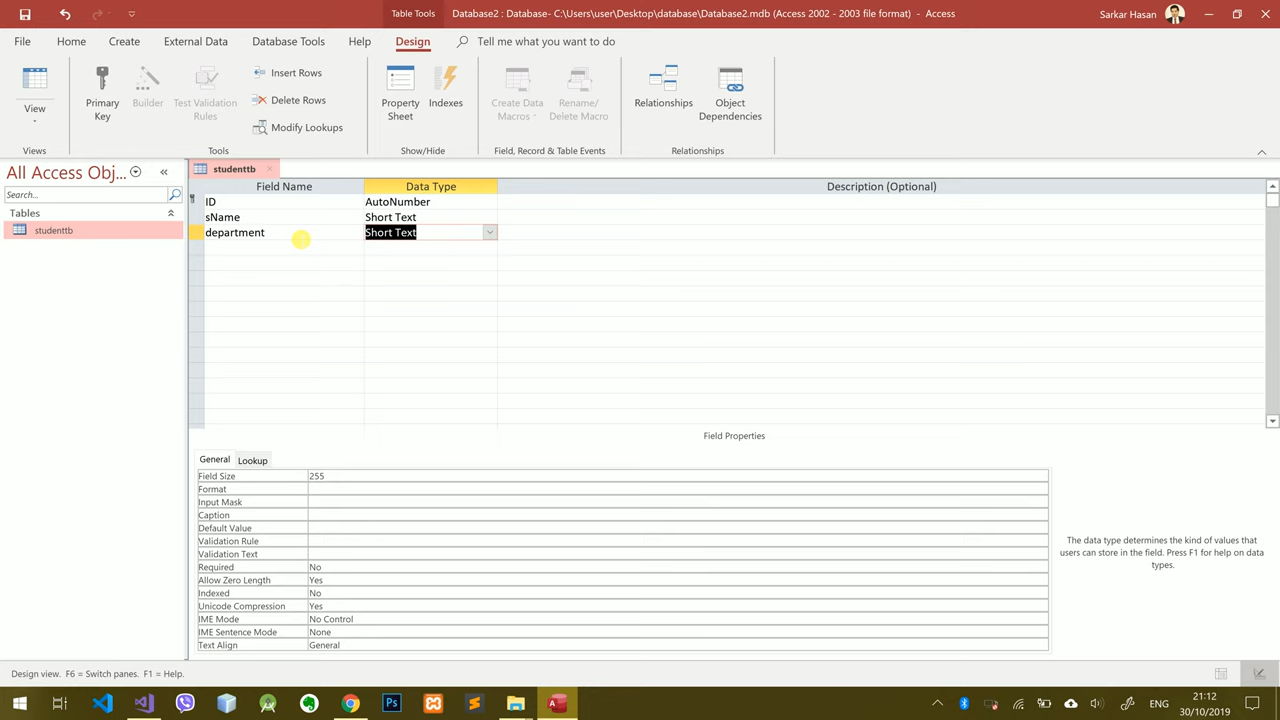 Table Tools
Database2 : Database- C:\Users\user\Desktop\database\Database2.mdb (Access 2002 - 2003 file format) - Access
Sarkar Hasan
File
Home
Create
External Data
Database Tools
Help
Design
Tell me what you want to do
View
Primary Key
Builder
Test Validation Rules
Insert Rows
Delete Rows
Modify Lookups
Property Sheet
Indexes
Create Data Macros
Rename/ Delete Macro
Relationships
Object Dependencies
Views
Tools
Show/Hide
Field, Record & Table Events
Relationships
All Access Obj...
Search...
Tables
studenttb
studenttb
Field Name
Data Type
Description (Optional)
ID
AutoNumber
sName
Short Text
department
Short Text
Field Properties
General
Lookup
Field Size
255
Format
Input Mask
Caption
Default Value
Validation Rule
Validation Text
Required
No
Allow Zero Length
Yes
Indexed
No
Unicode Compression
Yes
IME Mode
No Control
IME Sentence Mode
None
Text Align
General
The data type determines the kind of values that
users can store in the field. Press F1 for help on data
types.
Design view. F6 = Switch panes. F1 = Help.
Ps
A
ENG
21:12
30/10/2019